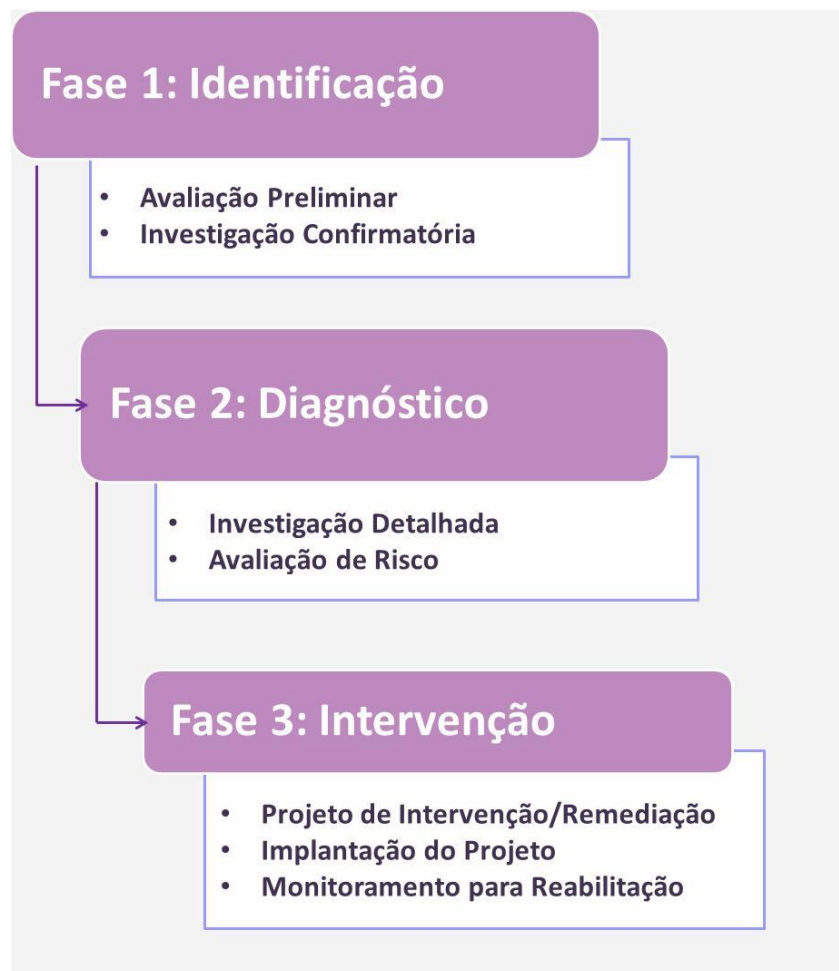 Fase 1: Identificação
• Avaliação Preliminar
• Investigação Confirmatória
Fase 2: Diagnóstico
• Investigação Detalhada
• Avaliação de Risco
Fase 3: Intervenção
• Projeto de Intervenção/Remediação
• Implantação do Projeto
• Monitoramento para Reabilitação